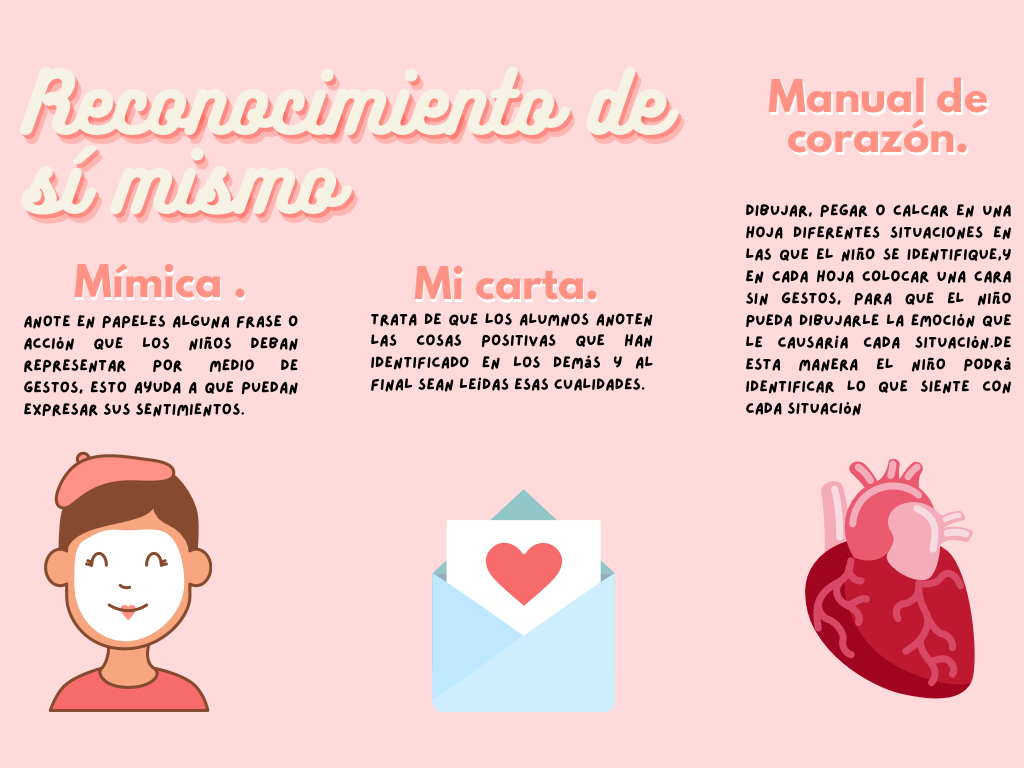 Reconocimiento de
sí mismo
Mímica .
ANOTE EN PAPELES ALGUNA FRASE O
ACCIÓN QUE LOS NIÑOS DEBAN
REPRESENTAR POR MEDIO DE
GESTOS, ESTO AYUDA A QUE PUEDAN
EXPRESAR SUS SENTIMIENTOS.
Mi carta.
TRATA DE QUE LOS ALUMNOS ANOTEN
LAS COSAS POSITIVAS QUE HAN
IDENTIFICADO EN LOS DEMÁS Y AL
FINAL SEAN LEÍDAS ESAS CUALIDADES.
Manual de
corazón.
DIBUJAR, PEGAR O CALCAR EN UNA
HOJA DIFERENTES SITUACIONES EN
LAS QUE EL NIÑO SE IDENTIFIQUE,Y
EN CADA HOJA COLOCAR UNA CARA
SIN GESTOS, PARA QUE EL NIÑO
PUEDA DIBUJARLE LA EMOCIÓN QUE
LE CAUSARÍA CADA SITUACIÓN.DE
ESTA MANERA EL NIÑO PODRÁ
IDENTIFICAR LO QUE SIENTE CON
CADA SITUACIÓN